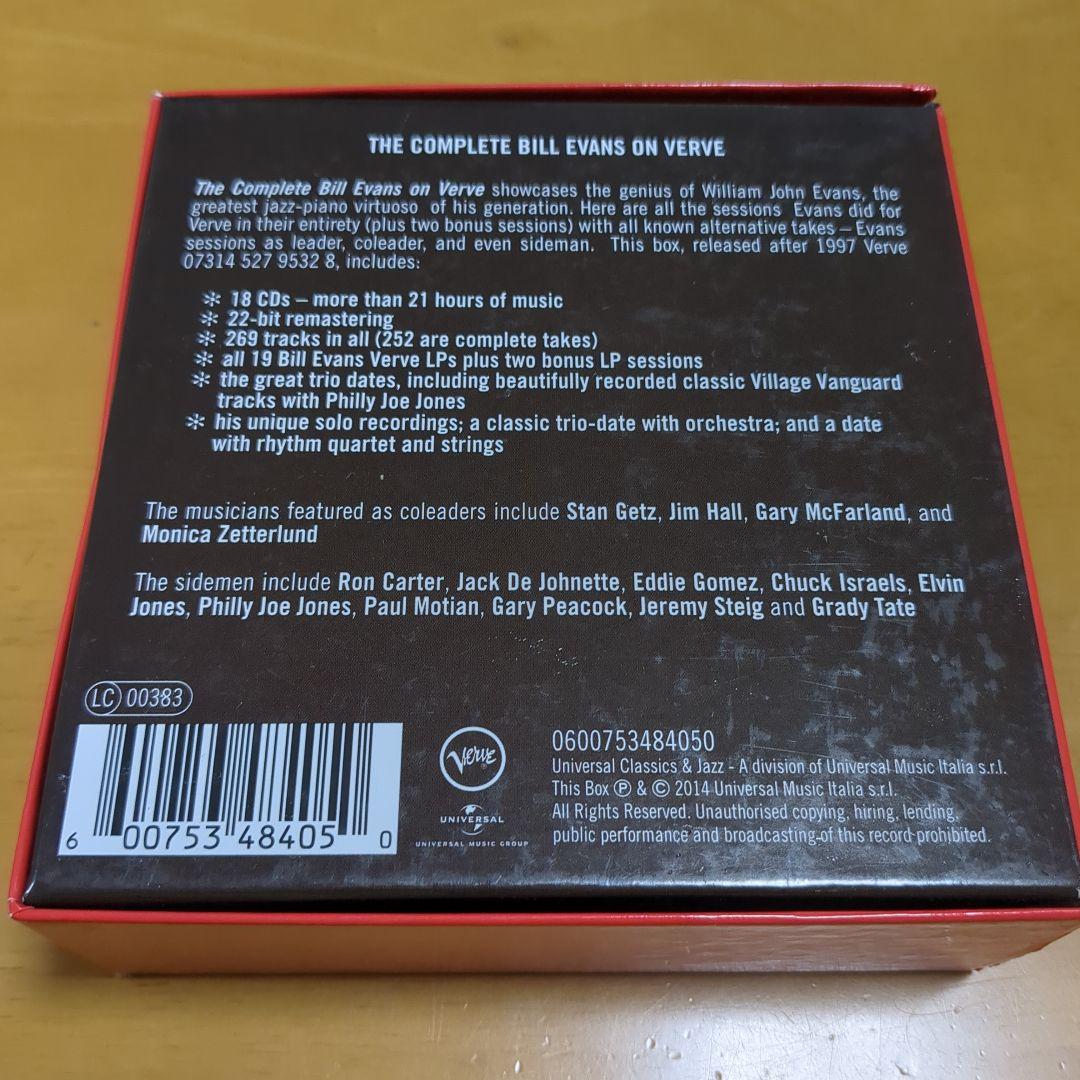 THE COMPLETE BILL EVANS ON VERVE
The Complete Bill Evans on Verve showcases the genius of William John Evans, the
greatest jazz-piano virtuoso of his generation. Here are all the sessions Evans did for
Verve in their entirety (plus two bonus sessions) with all known alternative takes – Evans
sessions as leader, coleader, and even sideman. This box, released after 1997 Verve
07314 527 9532 8, includes:
✻ 18 CDs – more than 21 hours of music
✻ 22-bit remastering
✻ 269 tracks in all (252 are complete takes)
✻ all 19 Bill Evans Verve LPs plus two bonus LP sessions
✻ the great trio dates, including beautifully recorded classic Village Vanguard
tracks with Philly Joe Jones
✻ his unique solo recordings; a classic trio-date with orchestra; and a date
with rhythm quartet and strings
The musicians featured as coleaders include Stan Getz, Jim Hall, Gary McFarland, and
Monica Zetterlund
The sidemen include Ron Carter, Jack De Johnette, Eddie Gomez, Chuck Israels, Elvin
Jones, Philly Joe Jones, Paul Motian, Gary Peacock, Jeremy Steig and Grady Tate
LC 00383
6 00753 48405 0
Verve
UNIVERSAL
UNIVERSAL MUSIC GROUP
0600753484050
Universal Classics & Jazz - A division of Universal Music Italia s.r.l.
This Box ℗ & © 2014 Universal Music Italia s.r.l.
All Rights Reserved. Unauthorised copying, hiring, lending,
public performance and broadcasting of this record prohibited.